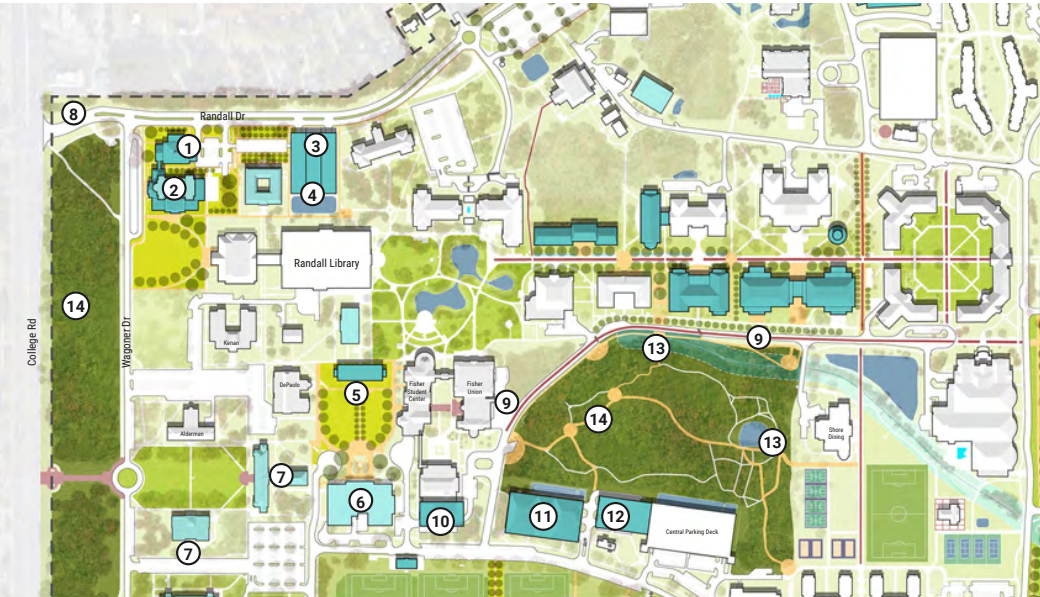 8
Randall Dr
1
3
2
4
Randall Library
14
College Rd
Wagoner Dr
Kenan
13
9
DePaolo
5
Fisher
Student
Center
Fisher
Union
9
14
Shore
Dining
Alderman
13
7
6
10
11
12
Central Parking Deck
7